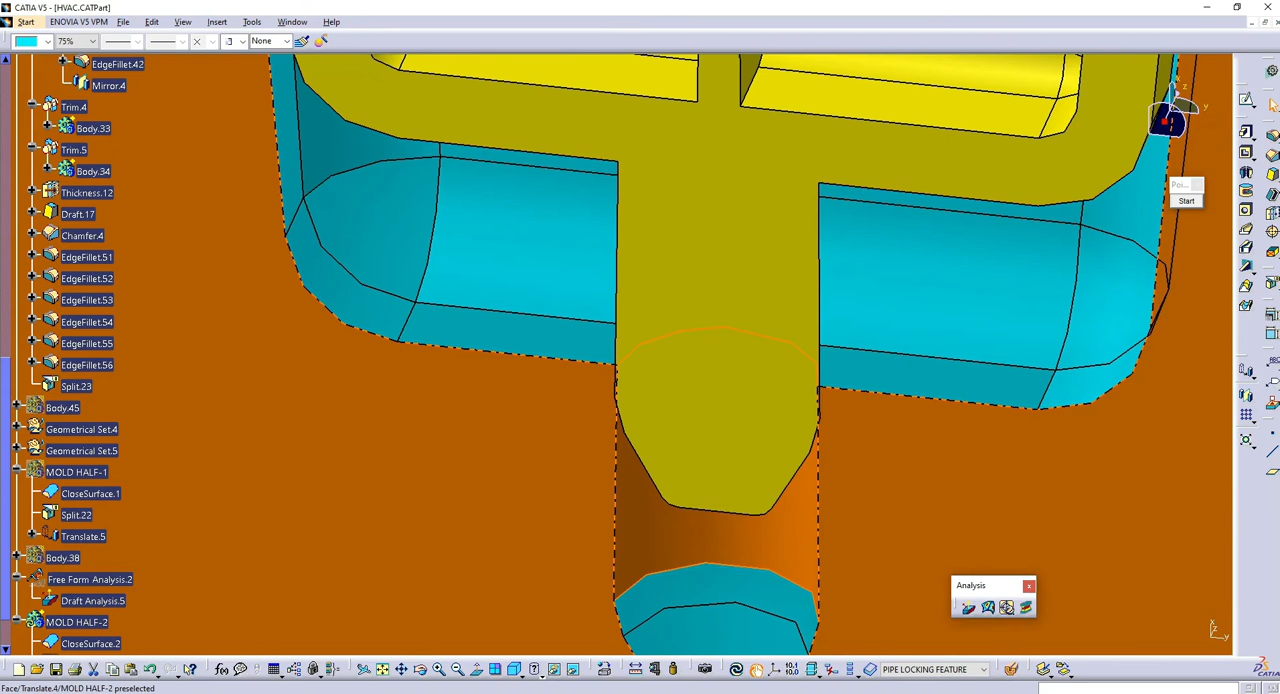 CATIA V5 - [HVAC.CATPart]
Start ENOVIA V5 VPM File Edit View Insert Tools Window Help
75% None
EdgeFillet.42
Mirror.4
Trim.4
Body.33
Trim.5
Body.34
Thickness.12
Draft.17
Chamfer.4
EdgeFillet.51
EdgeFillet.52
EdgeFillet.53
EdgeFillet.54
EdgeFillet.55
EdgeFillet.56
Split.23
Body.45
Geometrical Set.4
Geometrical Set.5
MOLD HALF-1
CloseSurface.1
Split.22
Translate.5
Body.38
Free Form Analysis.2
Draft Analysis.5
MOLD HALF-2
CloseSurface.2
Poi...
Start
Analysis
PIPE LOCKING FEATURE
Face/Translate.4/MOLD HALF-2 preselected